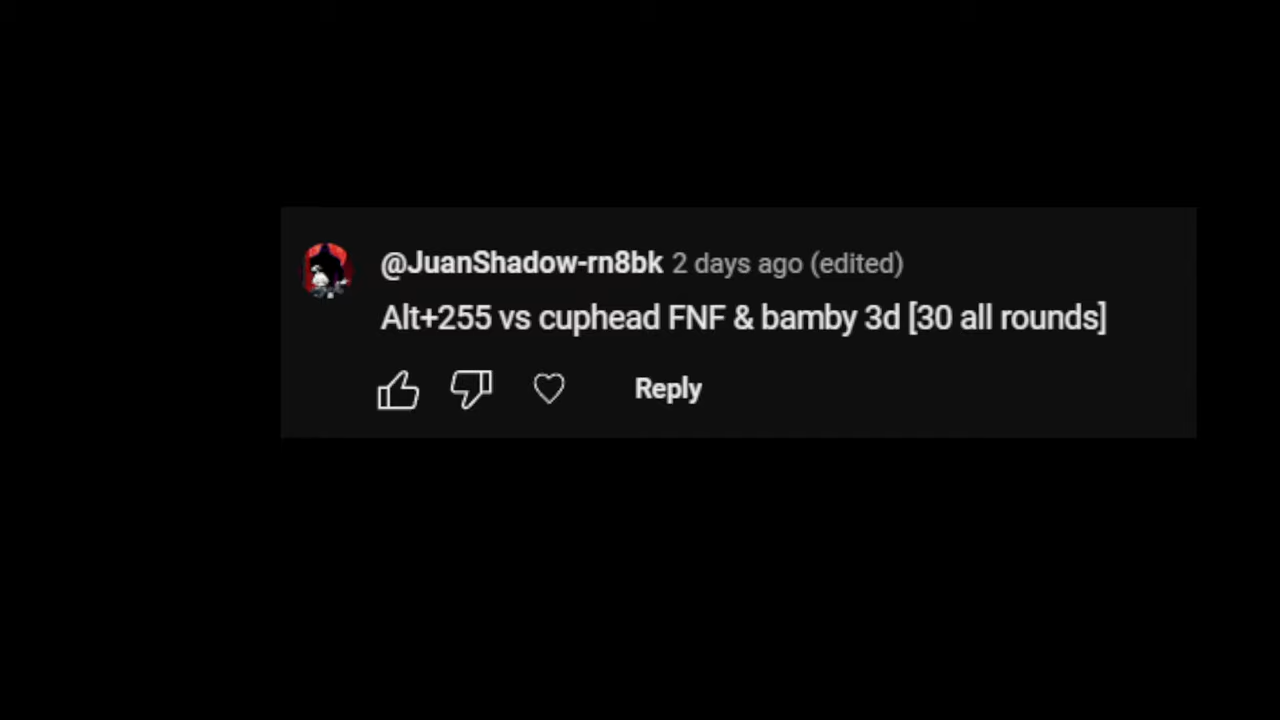 @JuanShadow-rn8bk 2 days ago (edited)
Alt+255 vs cuphead FNF & bamby 3d [30 all rounds]
Reply